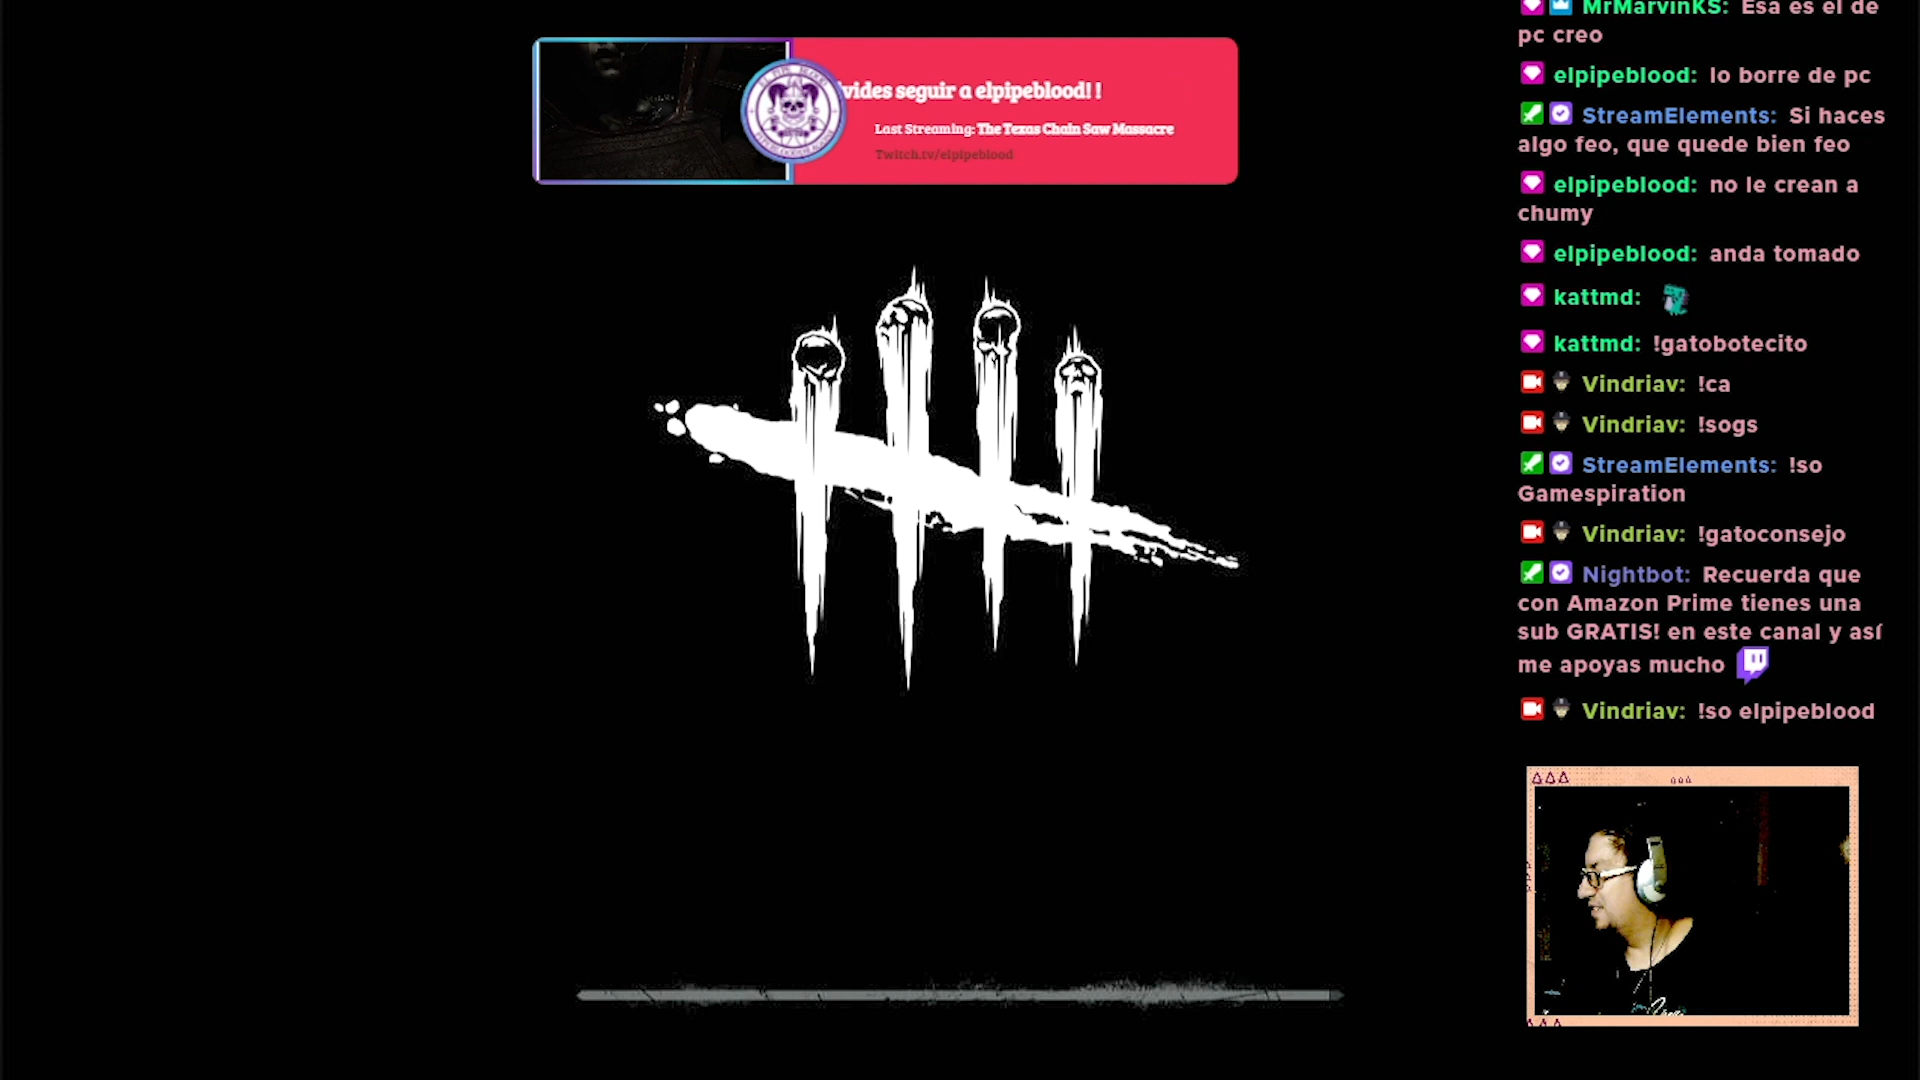 vides seguir a elpipeblood! !
Last Streaming: The Texas Chain Saw Massacre
Twitch.tv/elpipeblood
MrMarvinKS: Esa es el de
pc creo
elpipeblood: lo borre de pc
StreamElements: Si haces
algo feo, que quede bien feo
elpipeblood: no le crean a
chumy
elpipeblood: anda tomado
kattmd:
kattmd: !gatobotecito
Vindriav: !ca
Vindriav: !sogs
StreamElements: !so
Gamespiration
Vindriav: !gatoconsejo
Nightbot: Recuerda que
con Amazon Prime tienes una
sub GRATIS! en este canal y así
me apoyas mucho
Vindriav: !so elpipeblood